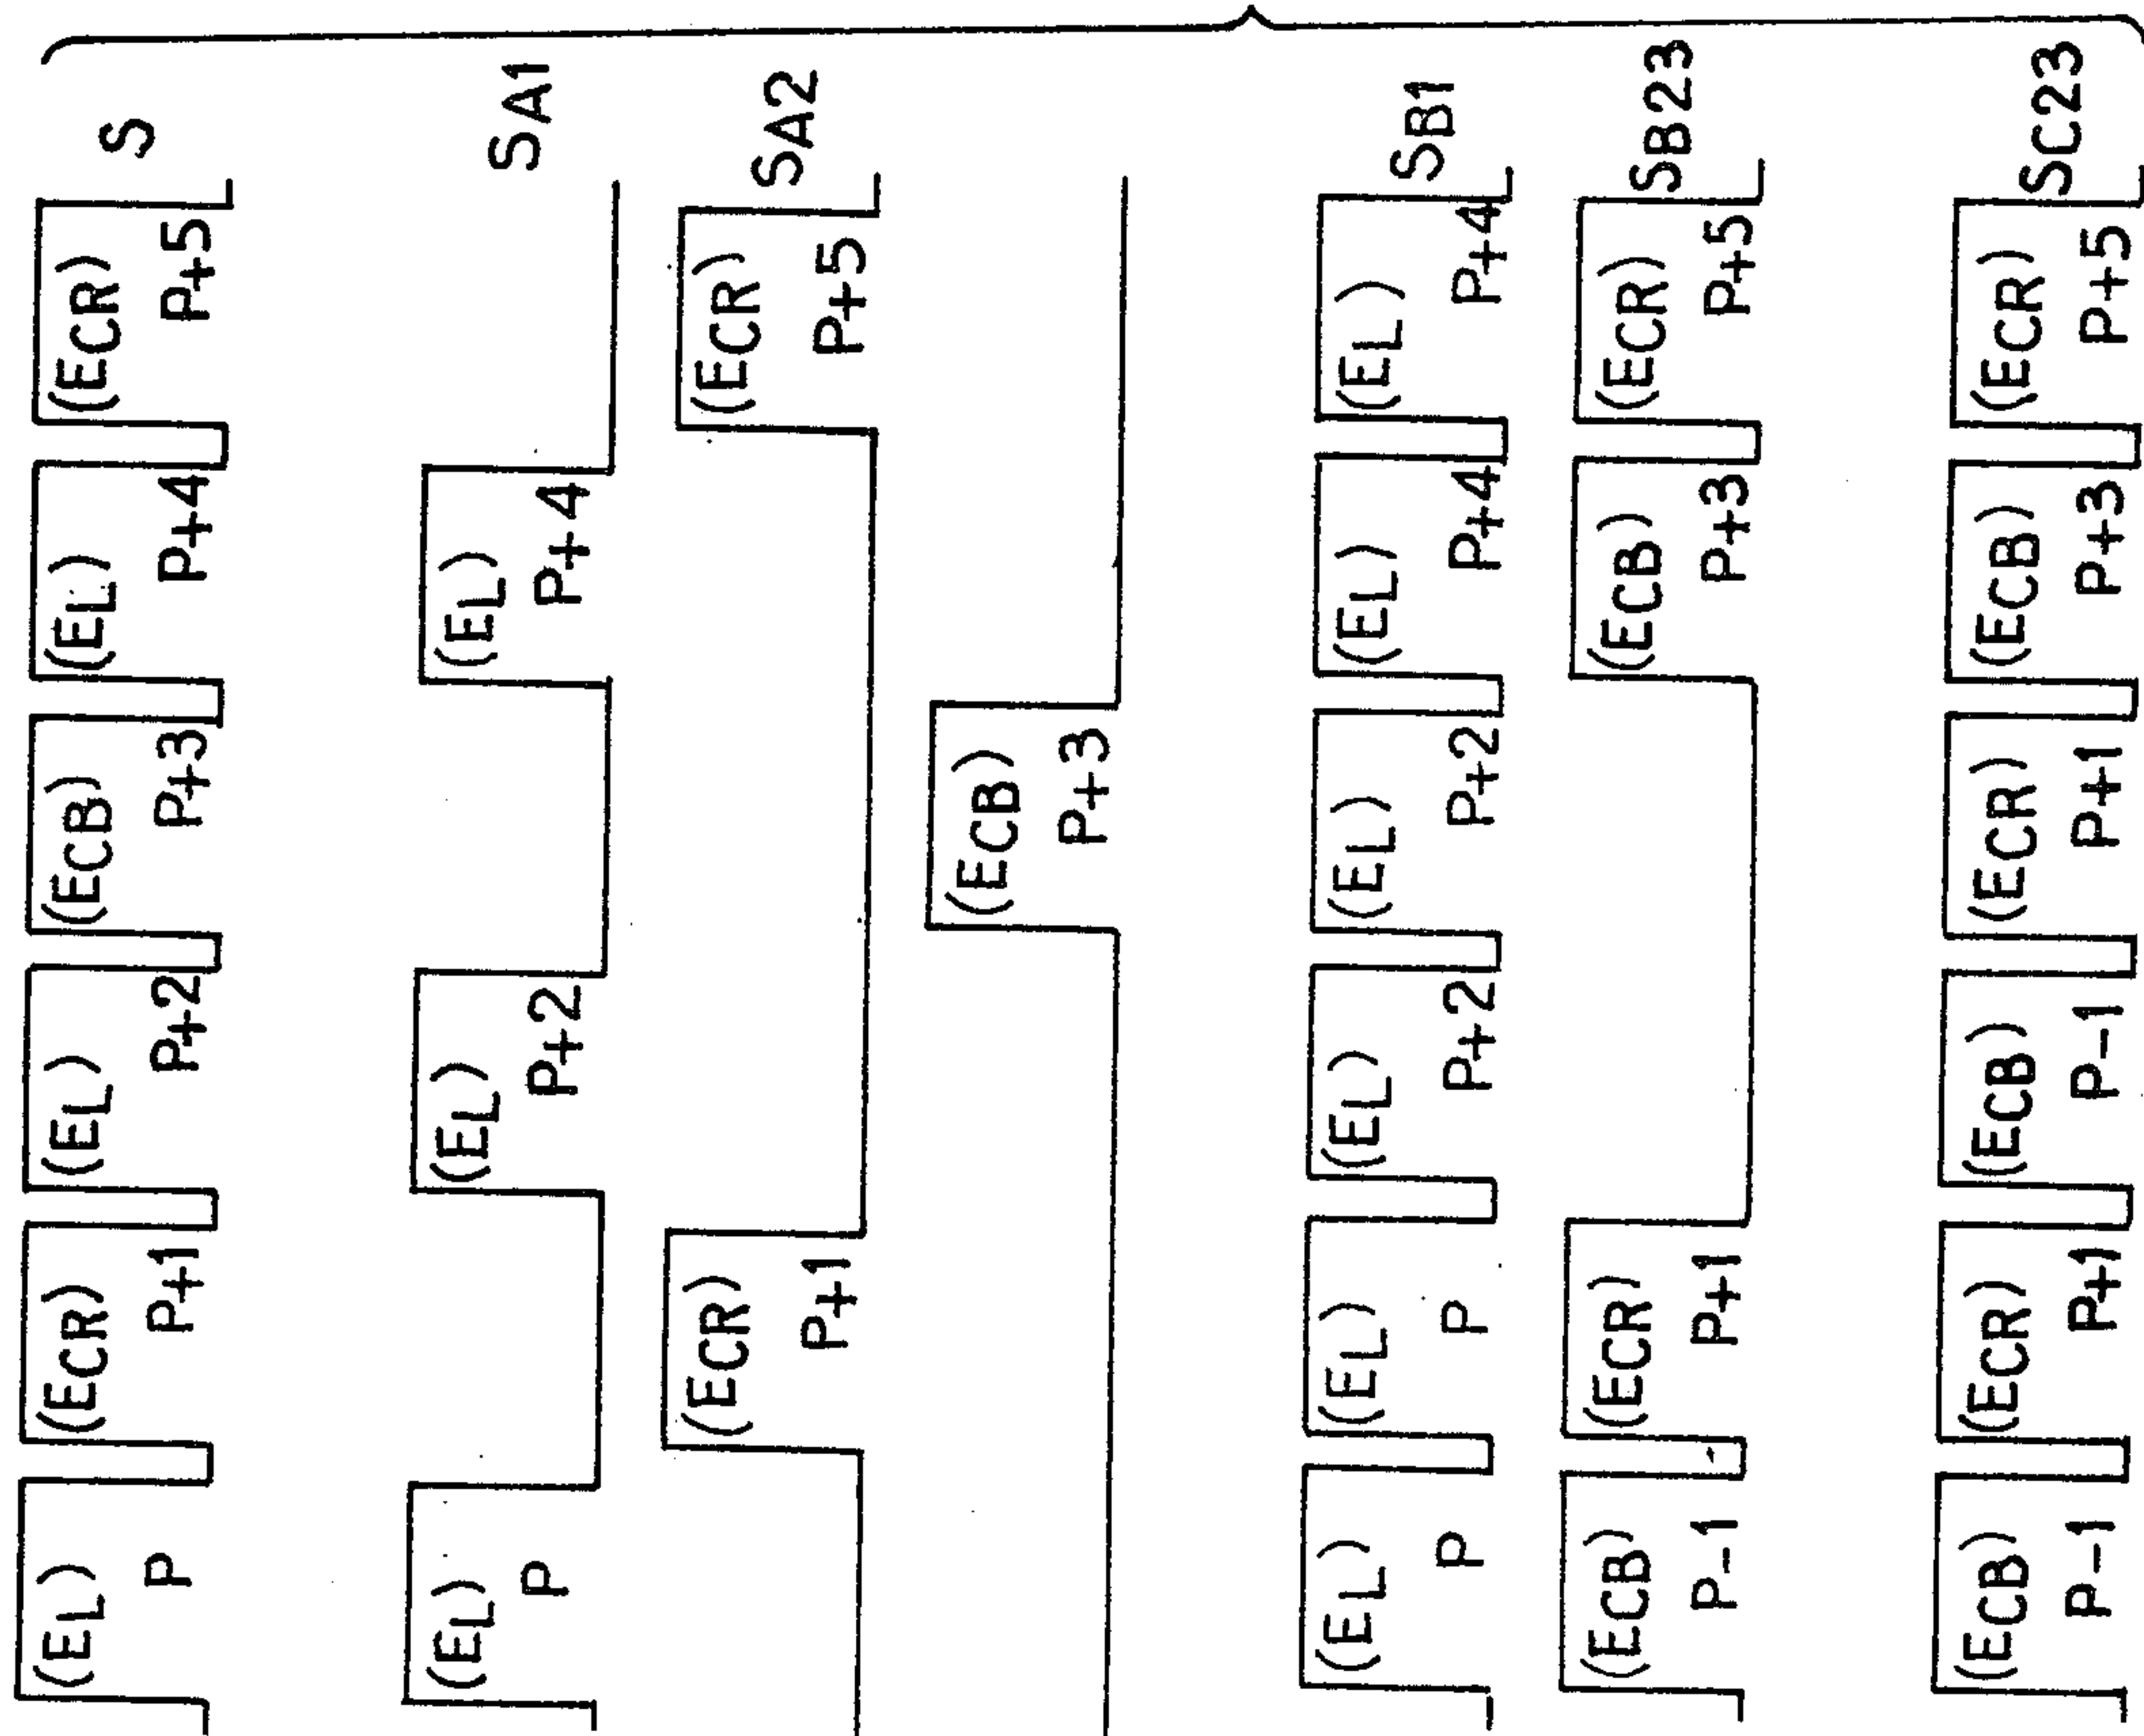 (EL) (ECR) (EL) (ECB) (EL) (ECR) S
P P+1 P+2 P+3 P+4 P+5
(EL) (EL) (EL) SA1
P P+2 P+4
(ECR) (ECR) SA2
P+1 P+5
(ECB)
P+3
(EL) (EL) (EL) (EL) (EL) (EL) SB1
P P P+2 P+2 P+4 P+4
(ECB) (ECR) (ECB) (ECR) SB23
P-1 P+1 P+3 P+5
(ECB) (ECR) (ECB) (ECR) (ECB) (ECR) SC23
P-1 P+1 P-1 P+1 P+3 P+5